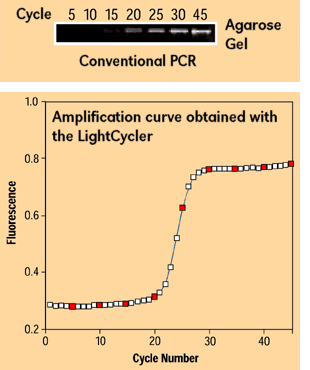 Cycle 5 10 15 20 25 30 45
Agarose
Gel
Conventional PCR
Amplification curve obtained with
the LightCycler
1.0
0.8
0.6
0.4
0.2
Fluorescence
0 10 20 30 40
Cycle Number